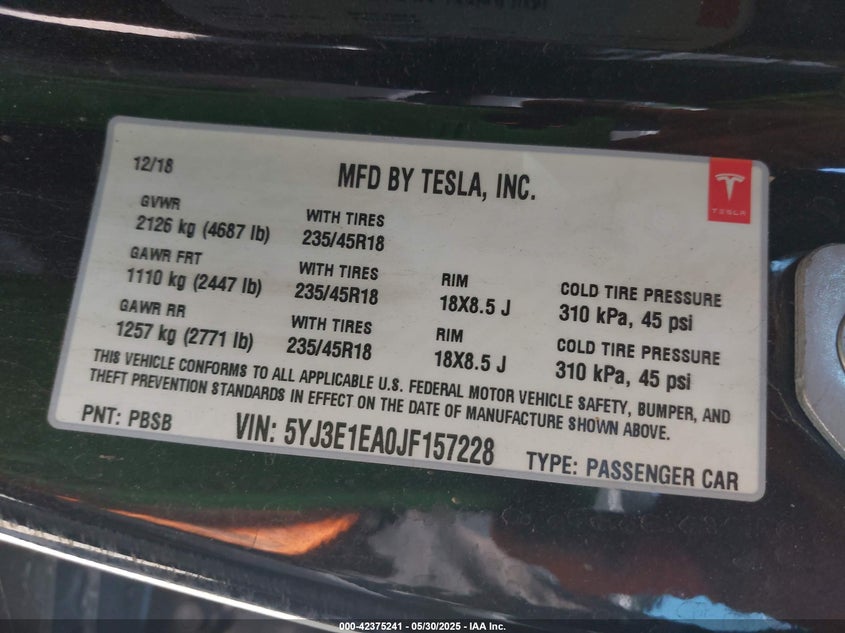 12/18
MFD BY TESLA, INC.
TESLA
GVWR
2126 kg (4687 lb)
WITH TIRES
235/45R18
GAWR FRT
1110 kg (2447 lb)
WITH TIRES
235/45R18
RIM
18X8.5 J
COLD TIRE PRESSURE
310 kPa, 45 psi
GAWR RR
1257 kg (2771 lb)
WITH TIRES
235/45R18
RIM
18X8.5 J
COLD TIRE PRESSURE
310 kPa, 45 psi
THIS VEHICLE CONFORMS TO ALL APPLICABLE U.S. FEDERAL MOTOR VEHICLE SAFETY, BUMPER, AND
THEFT PREVENTION STANDARDS IN EFFECT ON THE DATE OF MANUFACTURE SHOWN ABOVE.
PNT: PBSB
VIN: 5YJ3E1EA0JF157228
TYPE: PASSENGER CAR
000-42375241 - 05/30/2025 - IAA Inc.